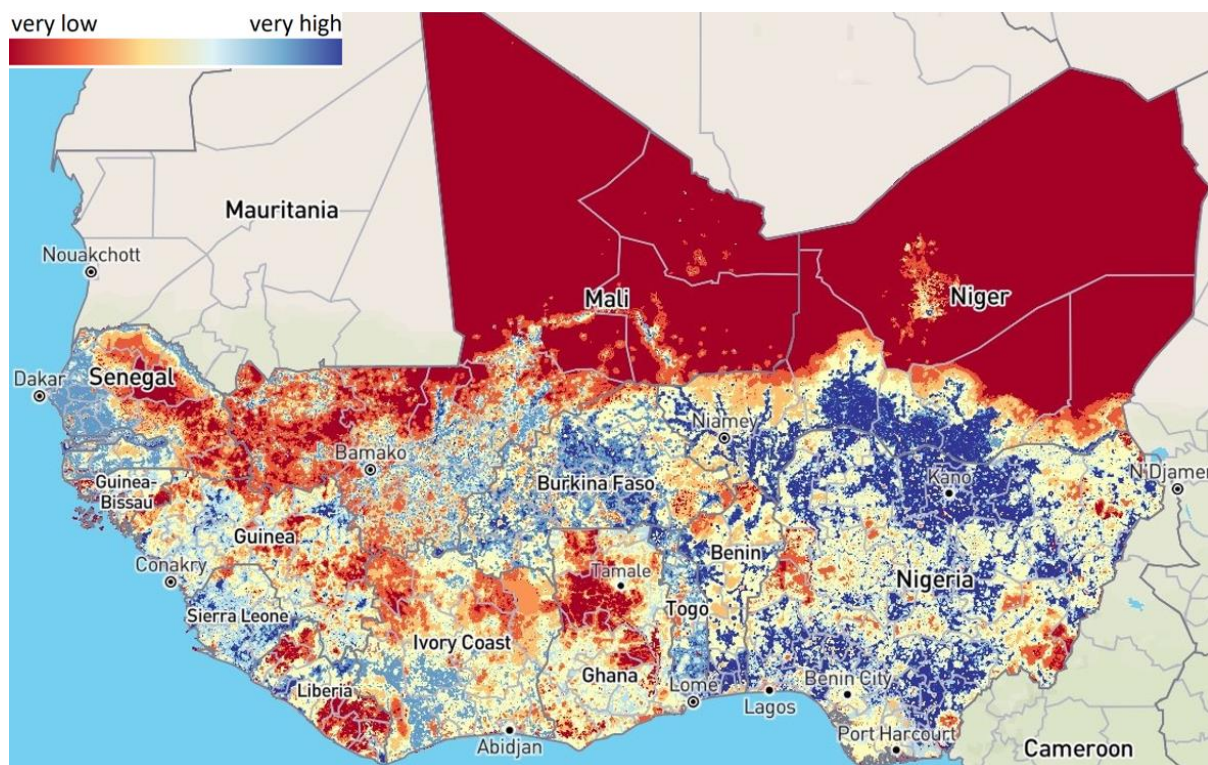 very low very high
Mauritania
Nouakchott
Mali
Niger
Senegal
Dakar
Niamey
Bamako
Kano
N'Djamen
Guinea-
Bissau
Burkina Faso
Guinea
Benin
Conakry
Tamale
Nigeria
Togo
Sierra Leone
Ivory Coast
Ghana
Liberia
Lomé
Benin City
Lagos
Abidjan
Port Harcourt
Cameroon